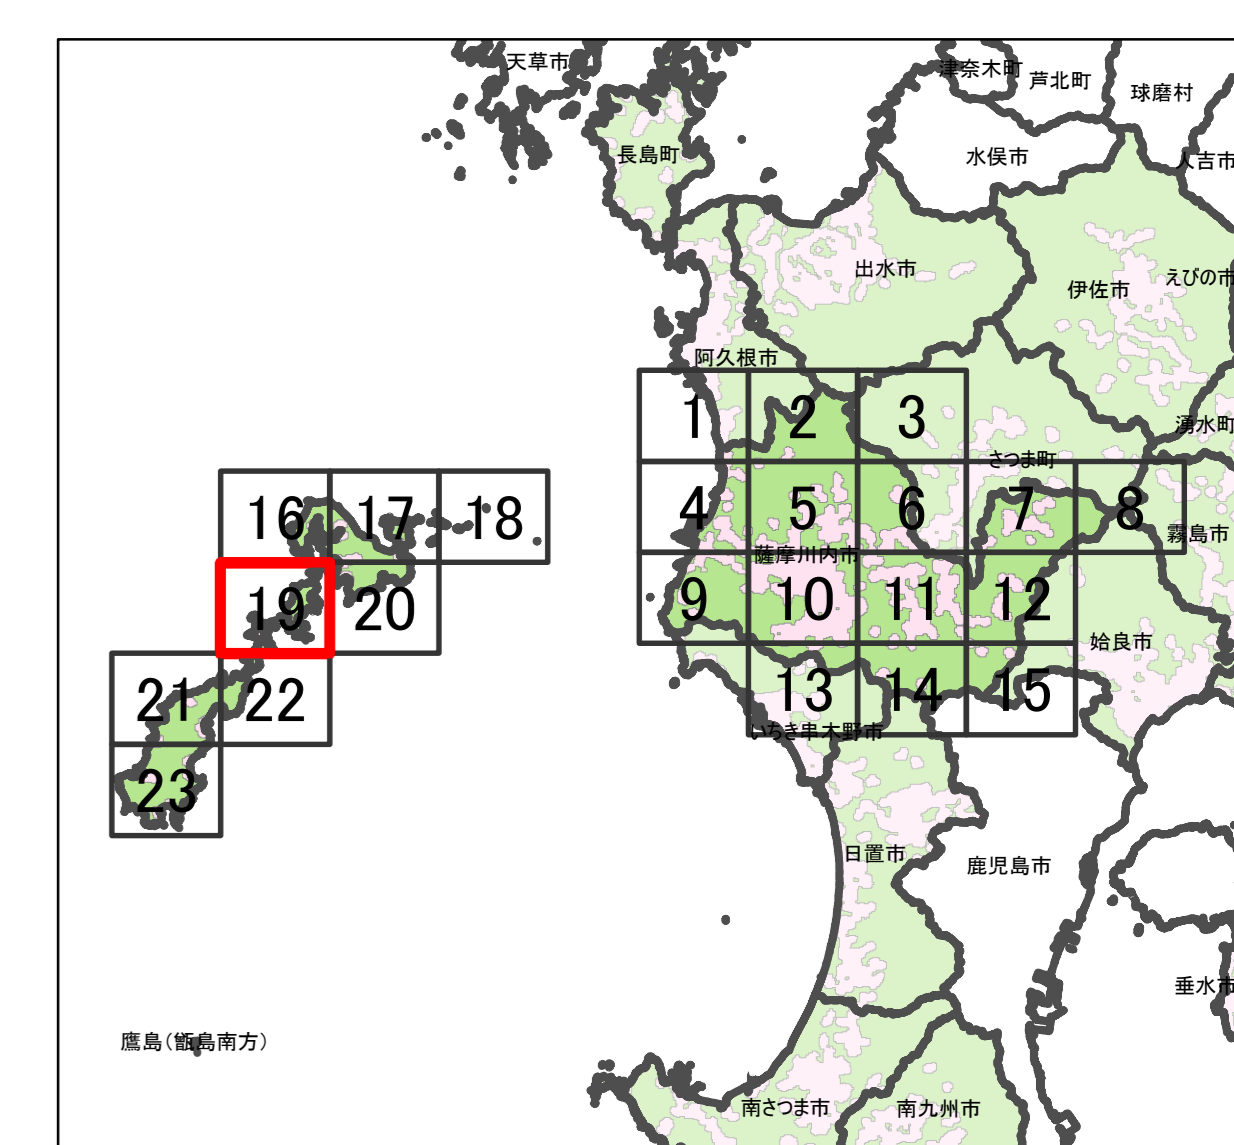 天草市
津奈木町
芦北町
球磨村
長島町
水俣市
人吉市
出水市
伊佐市
えびの市
阿久根市
1
2
3
湧水町
さつま町
16
17
18
4
5
6
7
8
霧島市
薩摩川内市
19
20
9
10
11
12
姶良市
21
22
13
14
15
いちき串木野市
23
日置市
鹿児島市
垂水市
鷹島(甑島南方)
南さつま市
南九州市